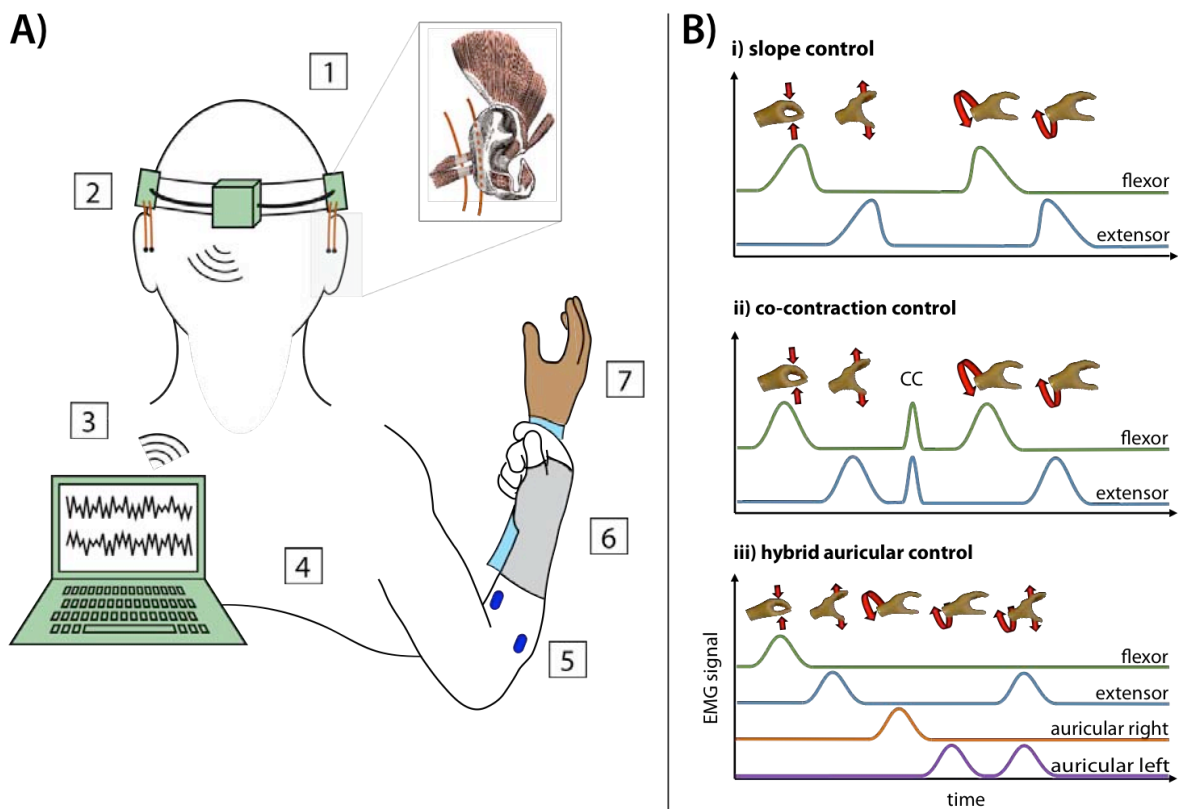 A)
1
2
3
4
5
6
7
B)
i) slope control
flexor
extensor
ii) co-contraction control
CC
flexor
extensor
iii) hybrid auricular control
EMG signal
flexor
extensor
auricular right
auricular left
time